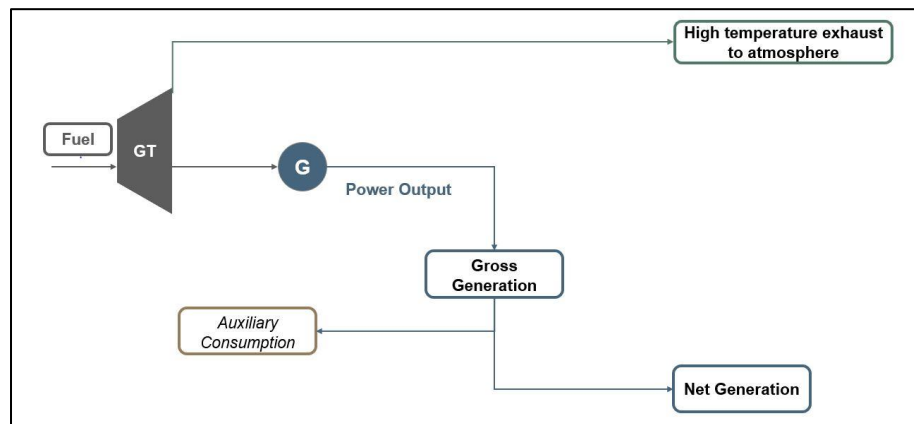 High temperature exhaust
to atmosphere
Fuel
GT
G
Power Output
Gross
Generation
Auxiliary
Consumption
Net Generation